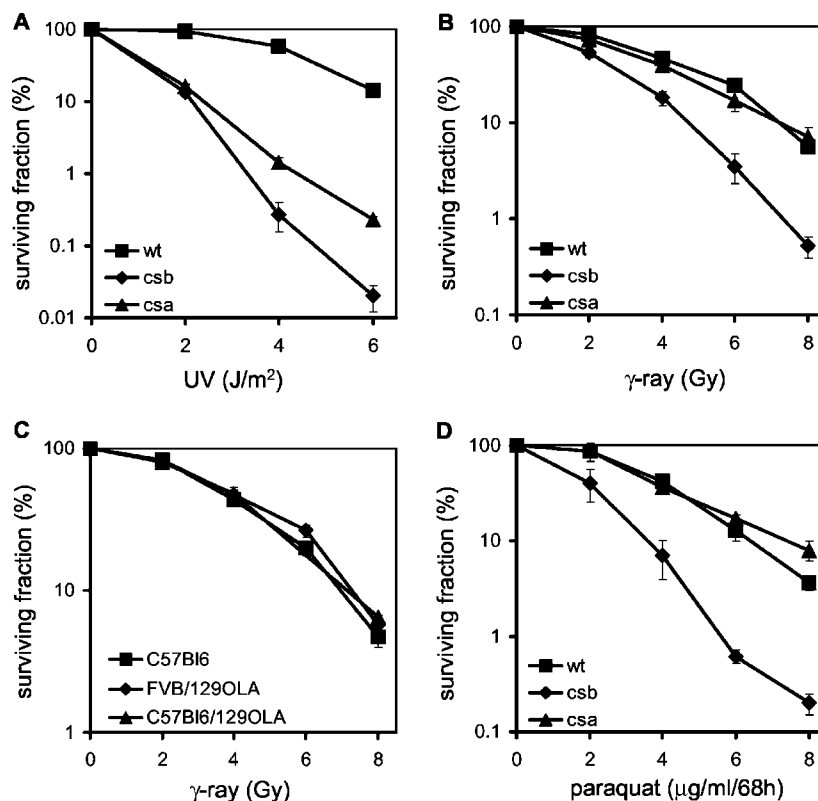 A
surviving fraction (%)
100
10
1
0.1
0.01
wt
csb
csa
0 2 4 6
UV (J/m²)
B
surviving fraction (%)
100
10
1
0.1
wt
csb
csa
0 2 4 6 8
γ-ray (Gy)
C
surviving fraction (%)
100
10
1
C57Bl6
FVB/129OLA
C57Bl6/129OLA
0 2 4 6 8
γ-ray (Gy)
D
surviving fraction (%)
100
10
1
0.1
wt
csb
csa
0 2 4 6 8
paraquat (μg/ml/68h)